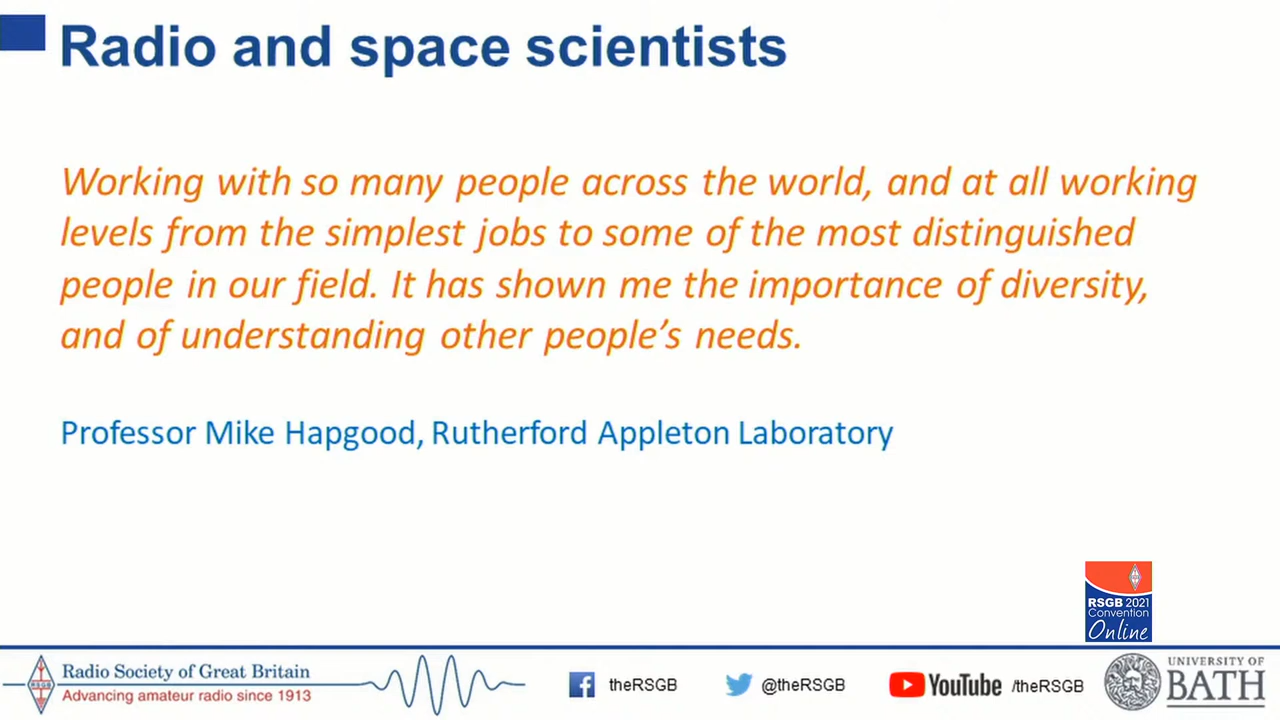 Radio and space scientists
Working with so many people across the world, and at all working
levels from the simplest jobs to some of the most distinguished
people in our field. It has shown me the importance of diversity,
and of understanding other people's needs.
Professor Mike Hapgood, Rutherford Appleton Laboratory
RSGB 2021
Convention
Online
RSGB
Radio Society of Great Britain
Advancing amateur radio since 1913
theRSGB
@theRSGB
YouTube /theRSGB
UNIVERSITY OF
BATH